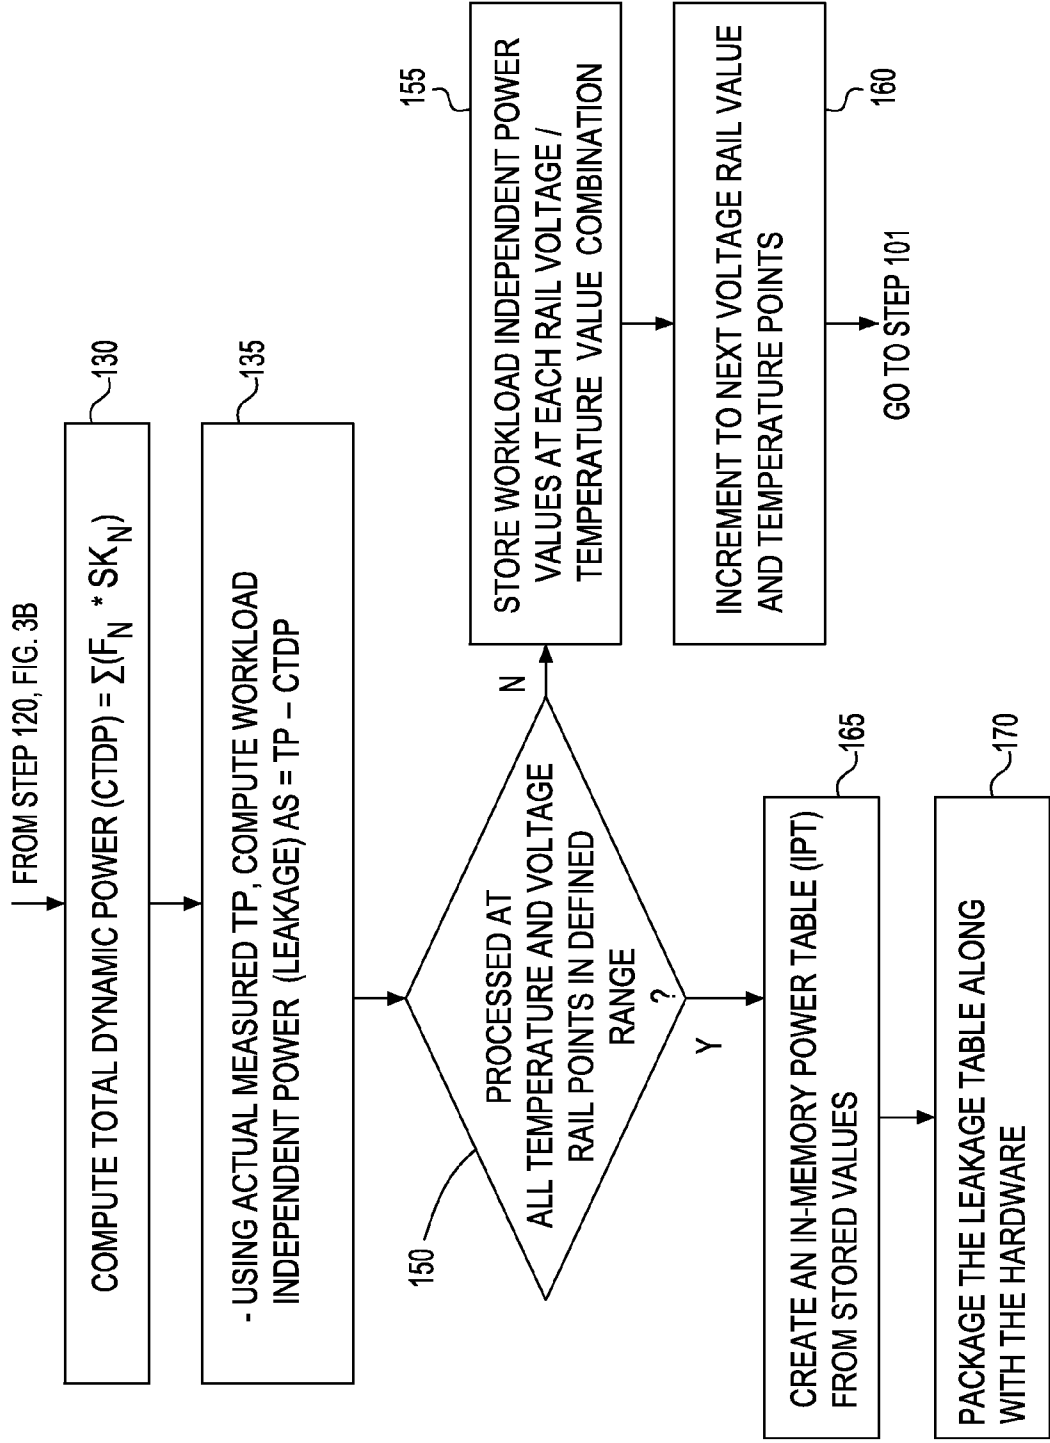 FROM STEP 120, FIG. 3B
130
COMPUTE TOTAL DYNAMIC POWER (CTDP) = Σ(F_N * SK_N)
135
- USING ACTUAL MEASURED TP, COMPUTE WORKLOAD
INDEPENDENT POWER (LEAKAGE) AS = TP – CTDP
150
PROCESSED AT
ALL TEMPERATURE AND VOLTAGE
RAIL POINTS IN DEFINED
RANGE
?
N
155
STORE WORKLOAD INDEPENDENT POWER
VALUES AT EACH RAIL VOLTAGE /
TEMPERATURE VALUE COMBINATION
160
INCREMENT TO NEXT VOLTAGE RAIL VALUE
AND TEMPERATURE POINTS
GO TO STEP 101
Y
165
CREATE AN IN-MEMORY POWER TABLE (IPT)
FROM STORED VALUES
170
PACKAGE THE LEAKAGE TABLE ALONG
WITH THE HARDWARE